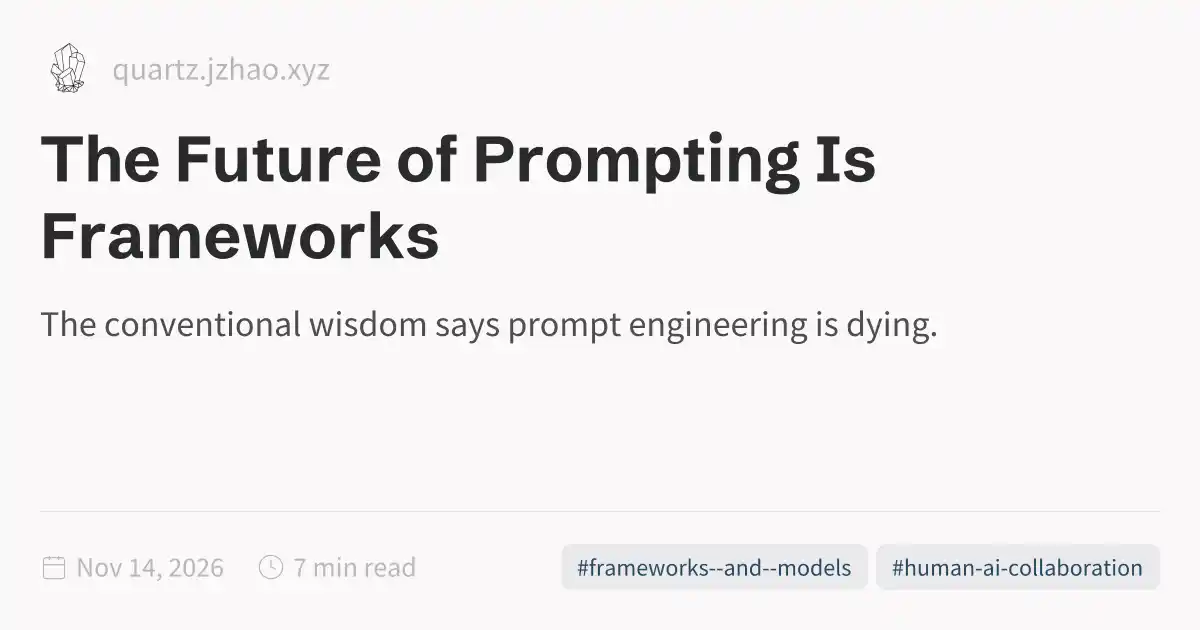 quartz.jzhao.xyz
The Future of Prompting Is
Frameworks
The conventional wisdom says prompt engineering is dying.
Nov 14, 2026
7 min read
#frameworks--and--models
#human-ai-collaboration